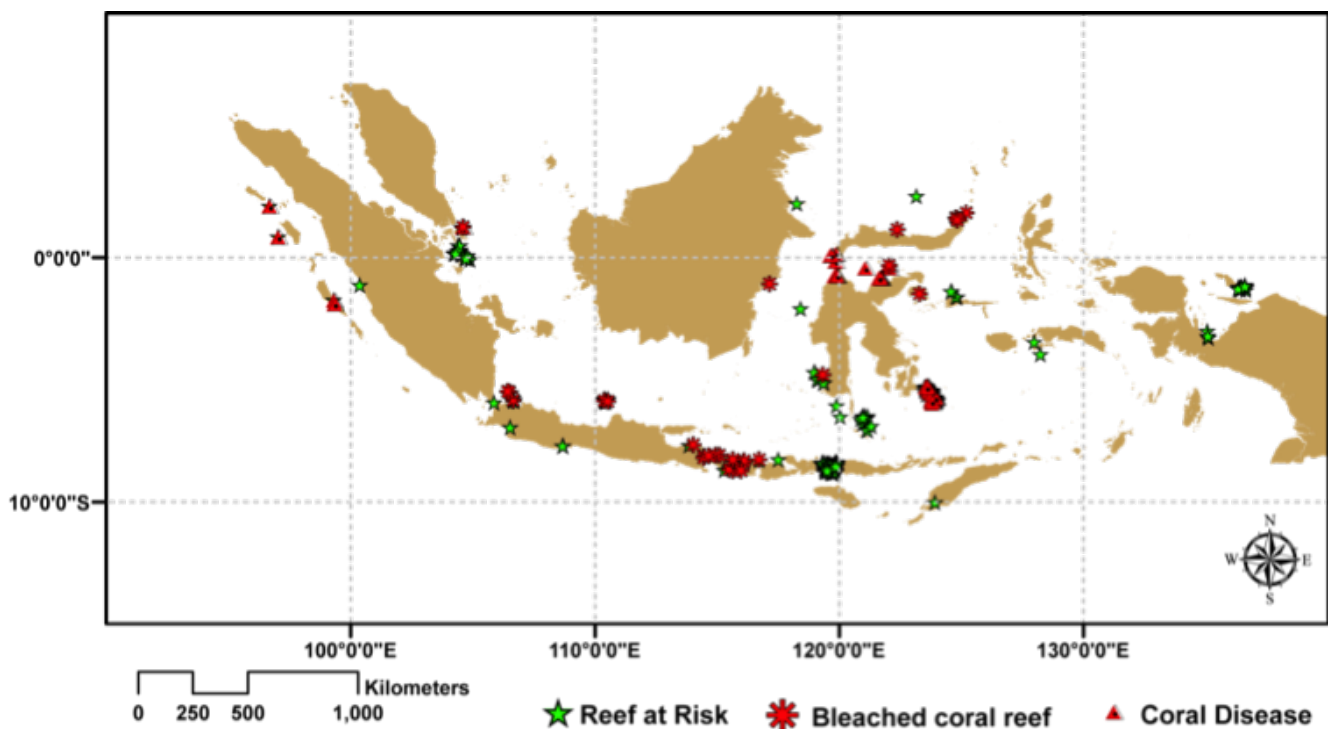 0°0'0"
10°0'0"S
N
W E
S
100°0'0"E 110°0'0"E 120°0'0"E 130°0'0"E
Kilometers
0 250 500 1,000
Reef at Risk Bleached coral reef Coral Disease